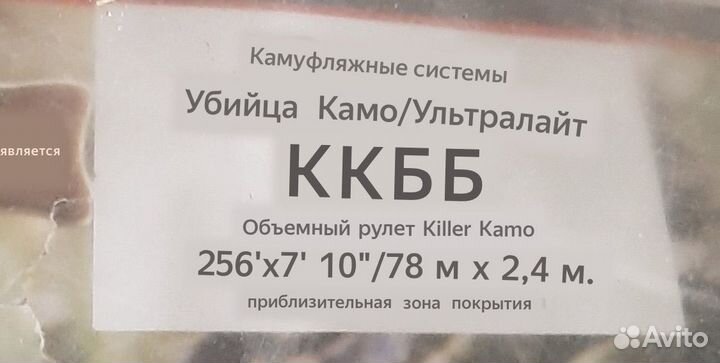 Камуфляжные системы
Убийца Камо/Ультралайт
ККББ
Объемный рулет Killer Kamo
256'x7' 10"/78 м x 2,4 м.
приблизительная зона покрытия
является
Avito